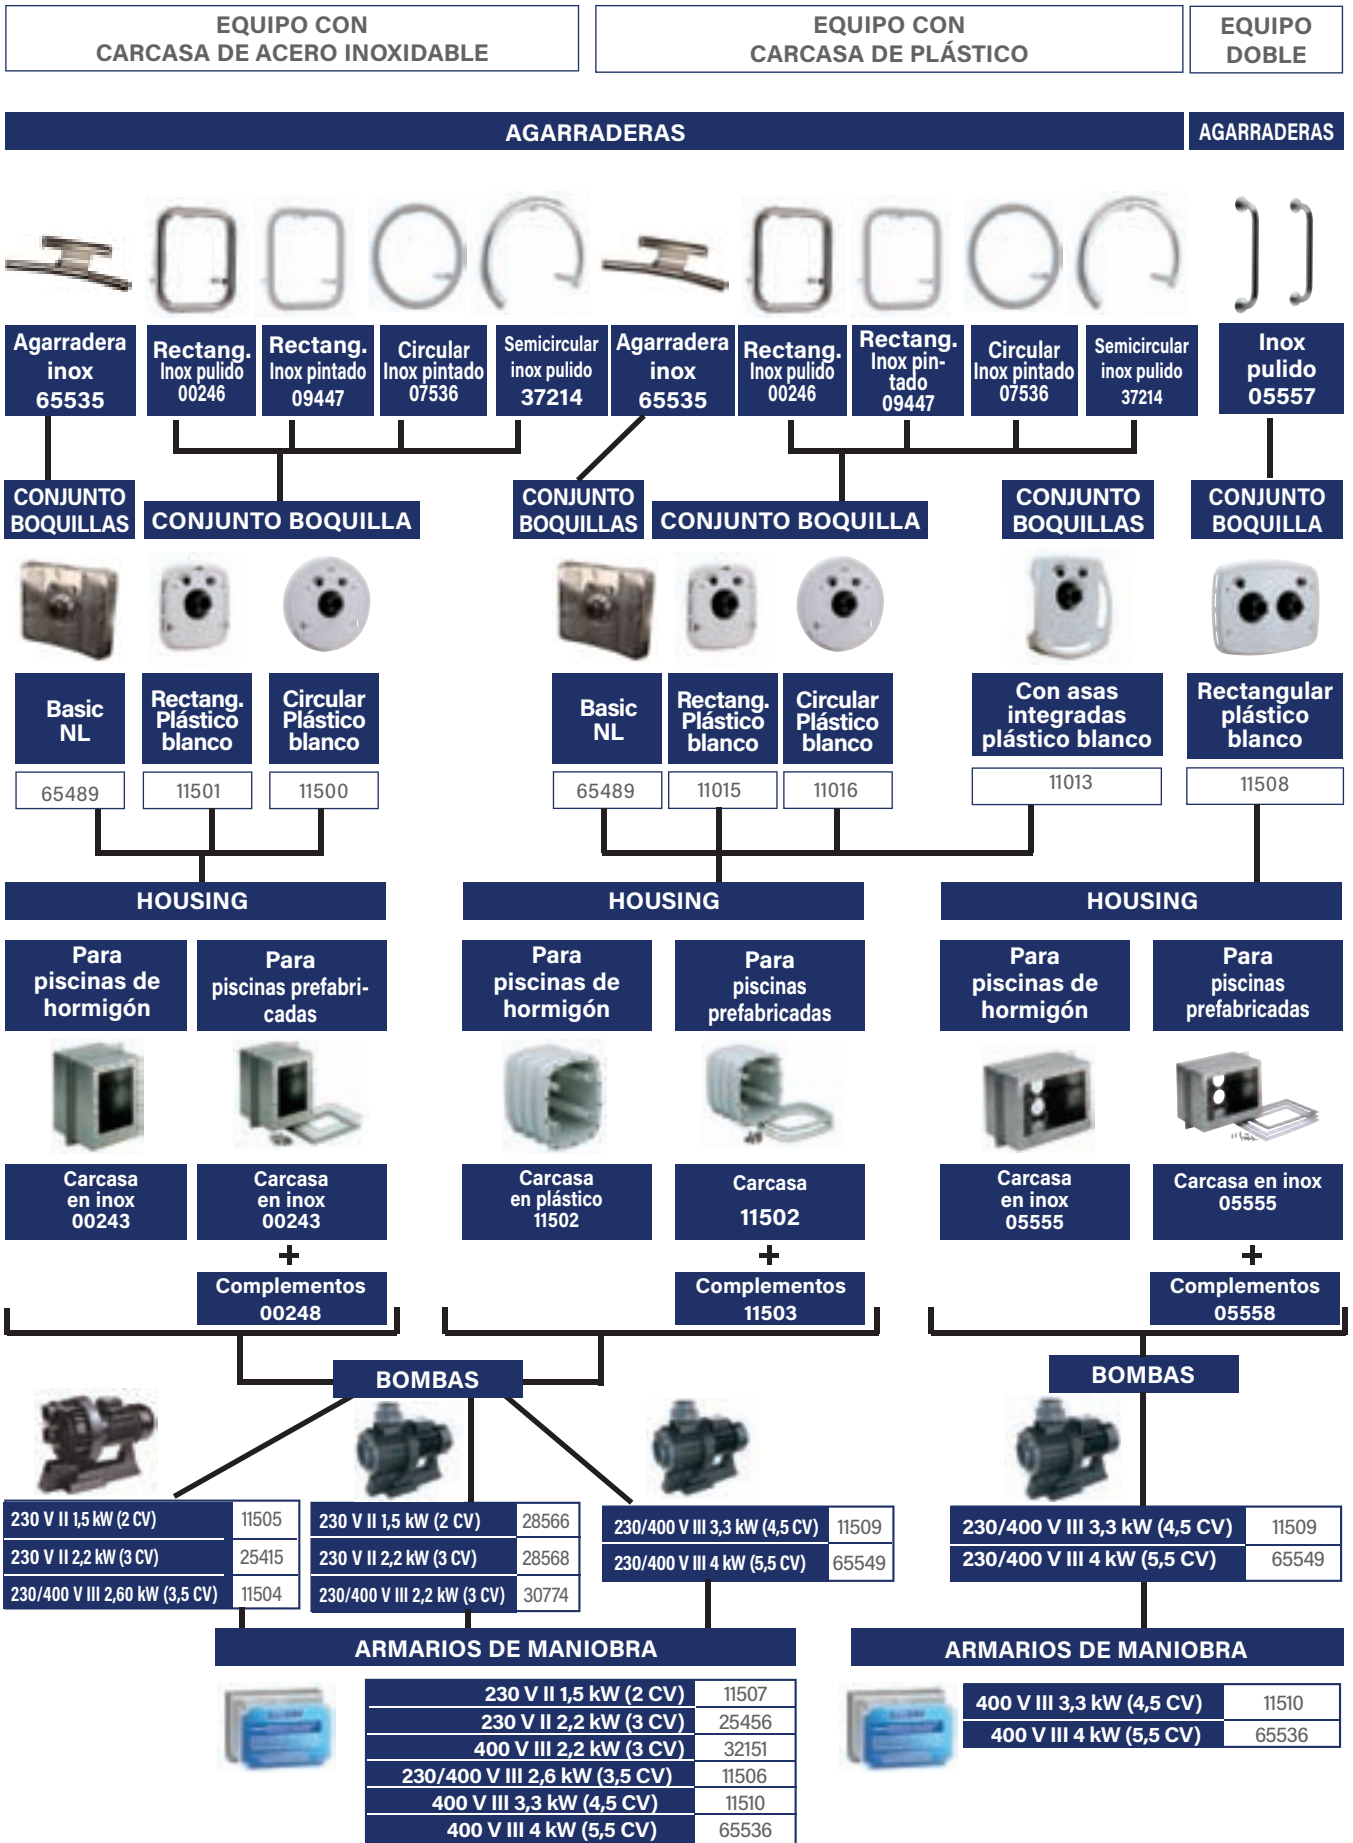 EQUIPO CON
CARCASA DE ACERO INOXIDABLE
EQUIPO CON
CARCASA DE PLÁSTICO
EQUIPO
DOBLE
AGARRADERAS
AGARRADERAS
Agarradera
inox
65535
Rectang.
Inox pulido
00246
Rectang.
Inox pintado
09447
Circular
Inox pintado
07536
Semicircular
inox pulido
37214
Agarradera
inox
65535
Rectang.
Inox pulido
00246
Rectang.
Inox pin-
tado
09447
Circular
Inox pintado
07536
Semicircular
inox pulido
37214
Inox
pulido
05557
CONJUNTO
BOQUILLAS
CONJUNTO BOQUILLA
CONJUNTO
BOQUILLAS
CONJUNTO BOQUILLA
CONJUNTO
BOQUILLAS
CONJUNTO
BOQUILLA
Basic
NL
Rectang.
Plástico
blanco
Circular
Plástico
blanco
Basic
NL
Rectang.
Plástico
blanco
Circular
Plástico
blanco
Con asas
integradas
plástico blanco
Rectangular
plástico
blanco
65489
11501
11500
65489
11015
11016
11013
11508
HOUSING
HOUSING
HOUSING
Para
piscinas de
hormigón
Para
piscinas prefabri-
cadas
Para
piscinas de
hormigón
Para
piscinas
prefabricadas
Para
piscinas de
hormigón
Para
piscinas
prefabricadas
Carcasa
en inox
00243
Carcasa
en inox
00243
Carcasa
en plástico
11502
Carcasa
11502
Carcasa
en inox
05555
Carcasa en inox
05555
+
+
+
Complementos
00248
Complementos
11503
Complementos
05558
BOMBAS
BOMBAS
230 V II 1,5 kW (2 CV) 11505
230 V II 2,2 kW (3 CV) 25415
230/400 V III 2,60 kW (3,5 CV) 11504
230 V II 1,5 kW (2 CV) 28566
230 V II 2,2 kW (3 CV) 28568
230/400 V III 2,2 kW (3 CV) 30774
230/400 V III 3,3 kW (4,5 CV) 11509
230/400 V III 4 kW (5,5 CV) 65549
230/400 V III 3,3 kW (4,5 CV) 11509
230/400 V III 4 kW (5,5 CV) 65549
ARMARIOS DE MANIOBRA
230 V II 1,5 kW (2 CV) 11507
230 V II 2,2 kW (3 CV) 25456
400 V III 2,2 kW (3 CV) 32151
230/400 V III 2,6 kW (3,5 CV) 11506
400 V III 3,3 kW (4,5 CV) 11510
400 V III 4 kW (5,5 CV) 65536
ARMARIOS DE MANIOBRA
400 V III 3,3 kW (4,5 CV) 11510
400 V III 4 kW (5,5 CV) 65536